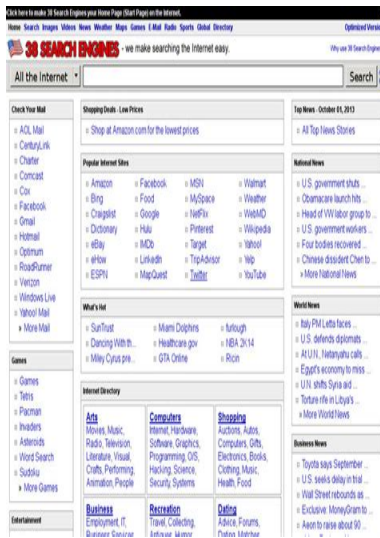 Click here to make 38 Search Engines your Home Page (Start Page) on the Internet.
Home Search Images Videos News Weather Maps Games E-Mail Radio Sports Global Directory
Optimized Versio
38 SEARCH ENGINES - we make searching the Internet easy.
Why use 38 Search Engine
All the Internet
Search
Check Your Mail
AOL Mail
CenturyLink
Charter
Comcast
Cox
Facebook
Gmail
Hotmail
Optimum
RoadRunner
Verizon
Windows Live
Yahoo! Mail
» More Mail
Games
Games
Tetris
Pacman
Invaders
Asteroids
Word Search
Sudoku
» More Games
Entertainment
Shopping Deals - Low Prices
Shop at Amazon.com for the lowest prices
Popular Internet Sites
Amazon Facebook MSN Walmart
Bing Food MySpace Weather
Craigslist Google NetFlix WebMD
Dictionary Hulu Pinterest Wikipedia
eBay IMDb Target Yahoo!
eHow LinkedIn TripAdvisor Yelp
ESPN MapQuest Twitter YouTube
What's Hot
SunTrust Miami Dolphins furlough
Dancing With th... Healthcare gov NBA 2K14
Miley Cyrus pre... GTA Online Ricin
Internet Directory
Arts
Movies, Music,
Radio, Television,
Literature, Visual,
Crafts, Performing,
Animation, People
Computers
Internet, Hardware,
Software, Graphics,
Programming, O/S,
Hacking, Science,
Security, Systems
Shopping
Auctions, Autos,
Computers, Gifts,
Electronics, Books,
Clothing, Music,
Health, Food
Business
Employment, IT,
Business Services
Recreation
Travel, Collecting,
Antiques, Humor
Dating
Advice, Forums,
Dating, Matches
Top News - October 01, 2013
All Top News Stories
National News
U.S. government shuts ...
Obamacare launch hits ...
Head of VW labor group to ...
U.S. government workers ...
Four bodies recovered ...
Chinese dissident Chen to ...
» More National News
World News
Italy PM Letta faces ...
U.S. defends diplomats ...
At U.N., Netanyahu calls ...
Egypt's economy to miss ...
U.N. shifts Syria aid ...
Torture rife in Libya's ...
» More World News
Business News
Toyota says September ...
U.S. seeks delay in trial ...
Wall Street rebounds as ...
Exclusive: MoneyGram to ...
Aeon to raise about 90 ...